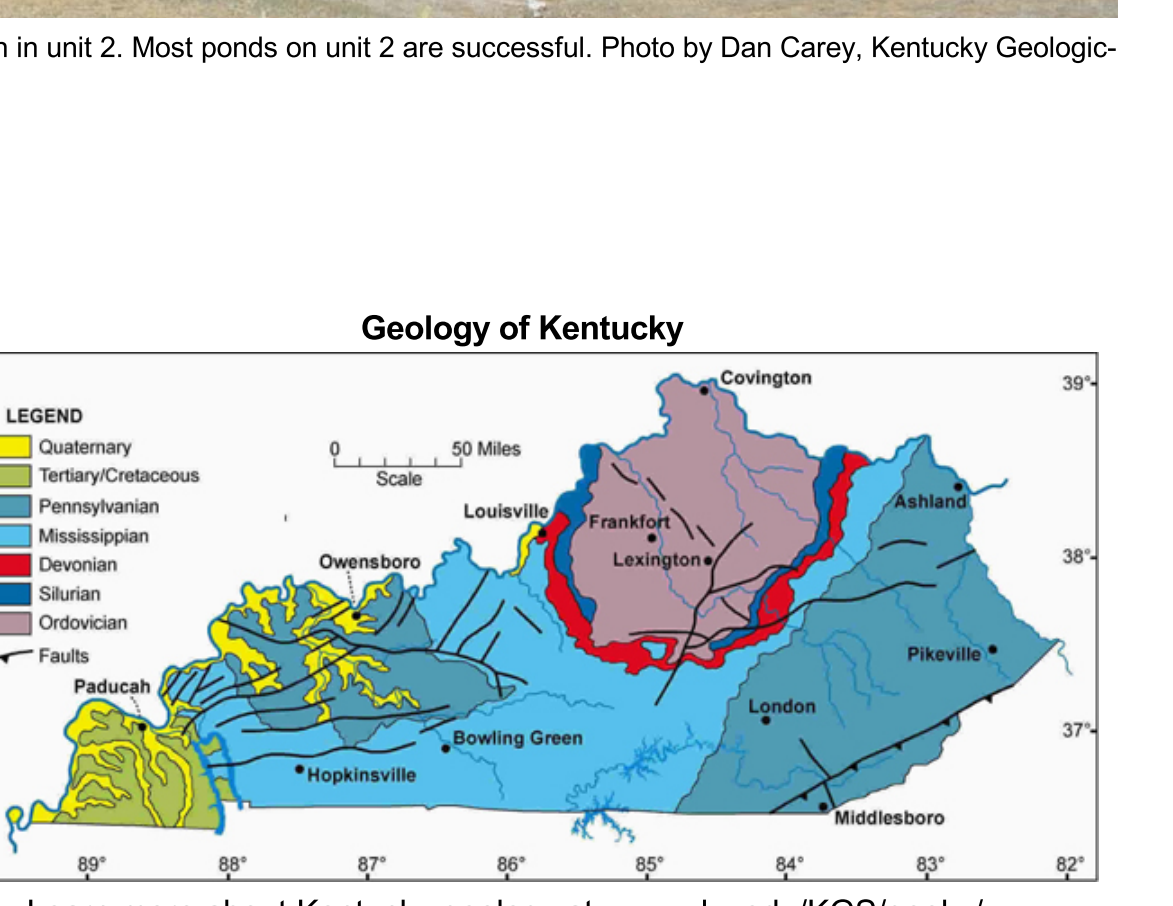 in unit 2. Most ponds on unit 2 are successful. Photo by Dan Carey, Kentucky Geologic-
Geology of Kentucky
Covington
39°
LEGEND
Quaternary
0 50 Miles
Tertiary/Cretaceous
Scale
Ashland
Pennsylvanian
Louisville
Frankfort
Mississippian
38°
Owensboro
Lexington
Devonian
Silurian
Ordovician
Faults
Pikeville
Paducah
London
37°
Bowling Green
Hopkinsville
Middlesboro
89° 88° 87° 86° 85° 84° 83° 82°